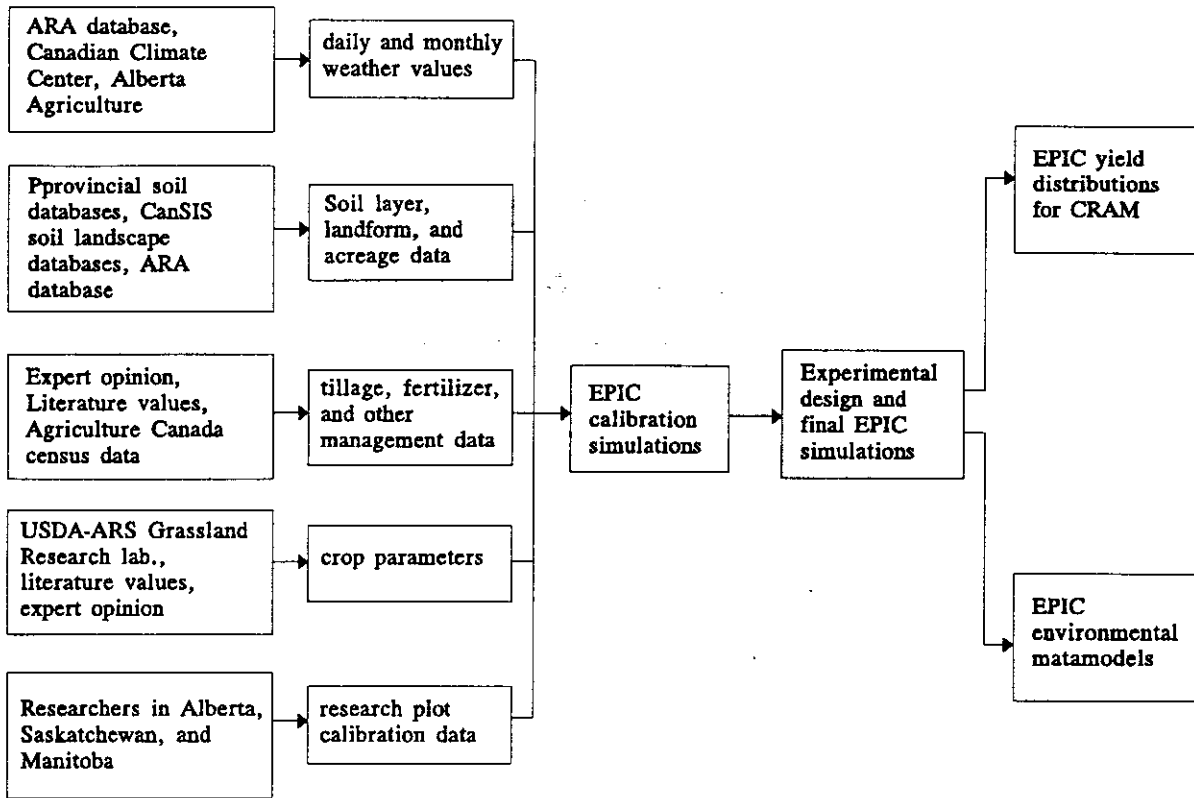 ARA database,
Canadian Climate
Center, Alberta
Agriculture
daily and monthly
weather values
Pprovincial soil
databases, CanSIS
soil landscape
databases, ARA
database
Soil layer,
landform, and
acreage data
Expert opinion,
Literature values,
Agriculture Canada
census data
tillage, fertilizer,
and other
management data
USDA-ARS Grassland
Research lab.,
literature values,
expert opinion
crop parameters
Researchers in Alberta,
Saskatchewan, and
Manitoba
research plot
calibration data
EPIC
calibration
simulations
Experimental
design and
final EPIC
simulations
EPIC yield
distributions
for CRAM
EPIC
environmental
matamodels